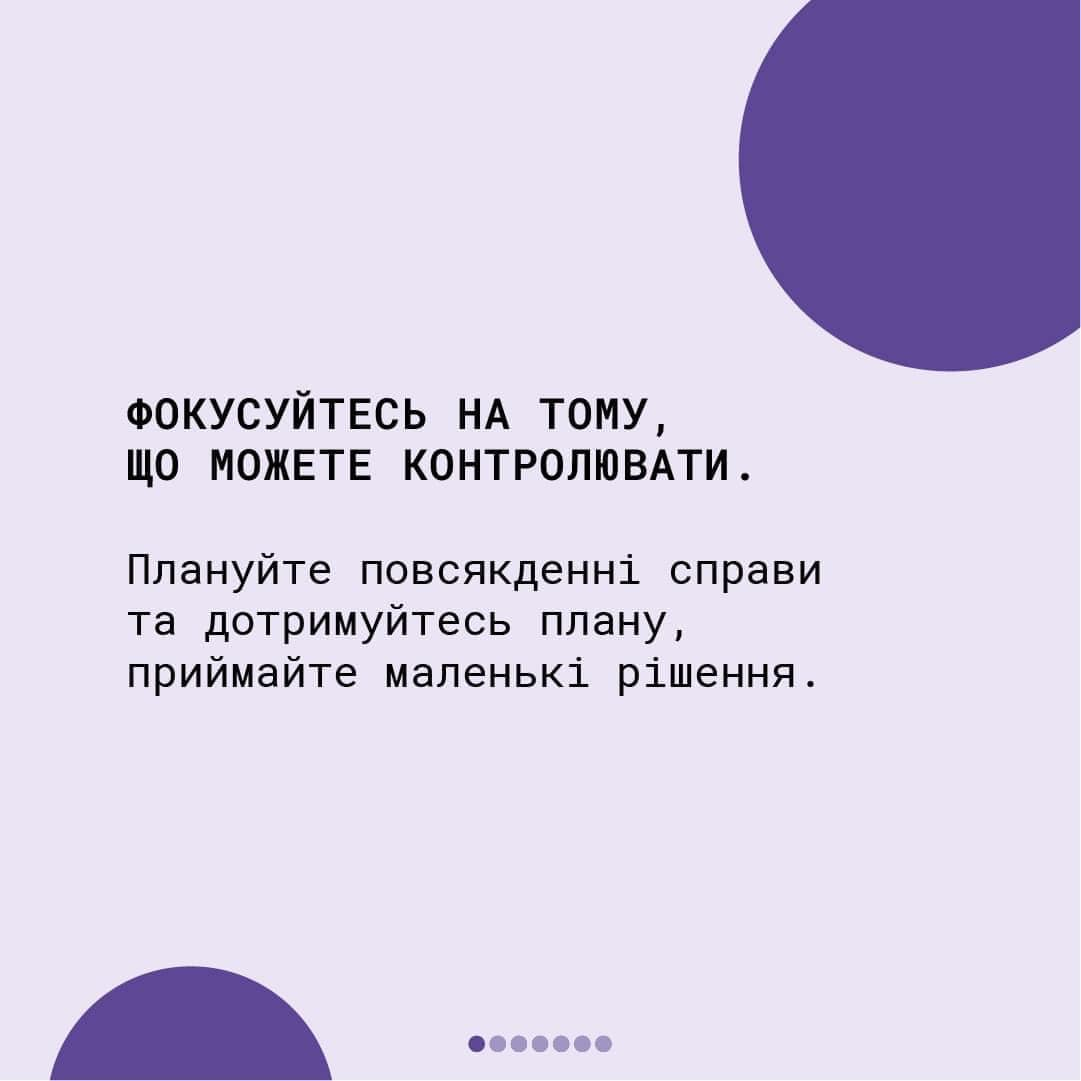 ФОКУСУЙТЕСЬ НА ТОМУ,
ЩО МОЖЕТЕ КОНТРОЛЮВАТИ.
Плануйте повсякденні справи
та дотримуйтесь плану,
приймайте маленькі рішення.